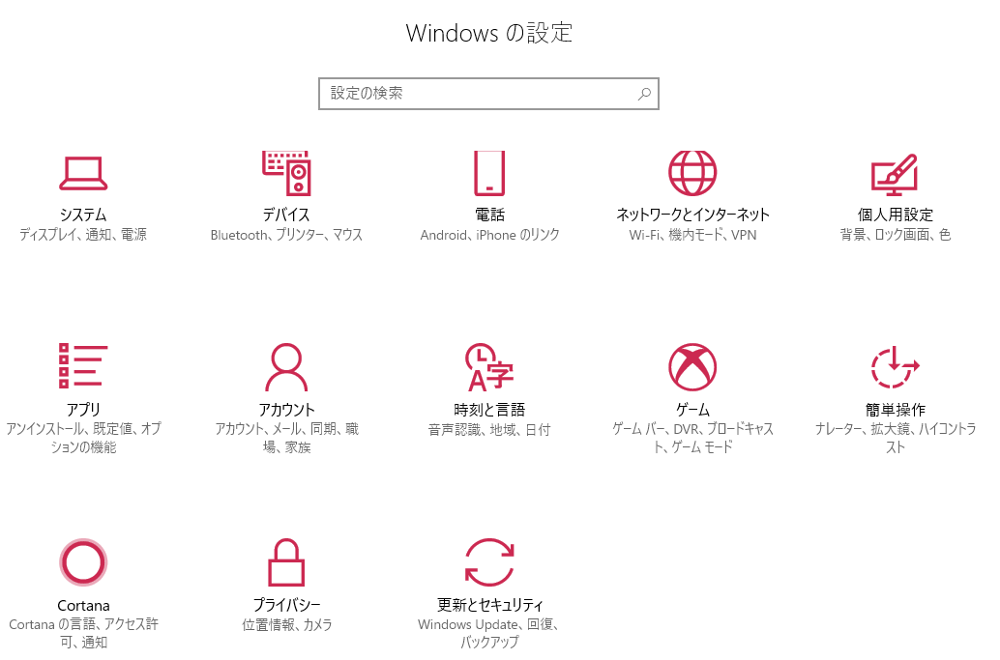 Windows の設定
設定の検索
システム
ディスプレイ、通知、電源
デバイス
Bluetooth、プリンター、マウス
電話
Android、iPhone のリンク
ネットワークとインターネット
Wi-Fi、機内モード、VPN
個人用設定
背景、ロック画面、色
アプリ
アンインストール、既定値、オプ
ションの機能
アカウント
アカウント、メール、同期、職
場、家族
時刻と言語
音声認識、地域、日付
ゲーム
ゲーム バー、DVR、ブロードキャス
ト、ゲーム モード
簡単操作
ナレーター、拡大鏡、ハイコントラ
スト
Cortana
Cortana の言語、アクセス許
可、通知
プライバシー
位置情報、カメラ
更新とセキュリティ
Windows Update、回復、
バックアップ